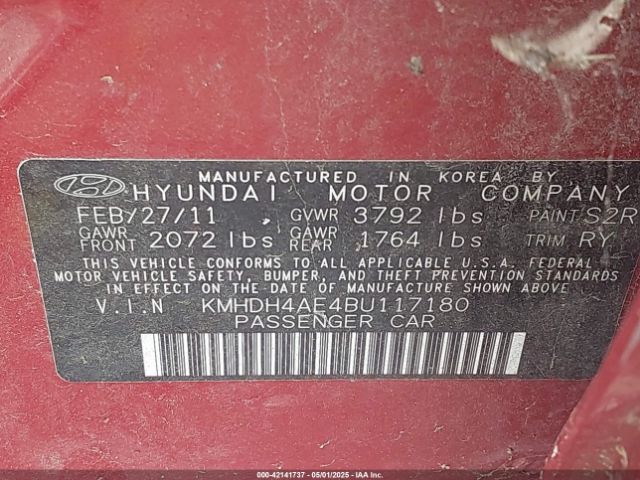 MANUFACTURED IN KOREA BY
HYUNDAI MOTOR COMPANY
FEB/27/11 GVWR 3792 lbs PAINT S2R
GAWR FRONT 2072 lbs GAWR REAR 1764 lbs TRIM RY
THIS VEHICLE CONFORMS TO ALL APPLICABLE U.S.A. FEDERAL
MOTOR VEHICLE SAFETY, BUMPER, AND THEFT PREVENTION STANDARDS
IN EFFECT ON THE DATE OF MANUFACTURE SHOWN ABOVE
V.I.N KMHDH4AE4BU117180
PASSENGER CAR
000-42141737 - 05/01/2025 - IAAI.COM